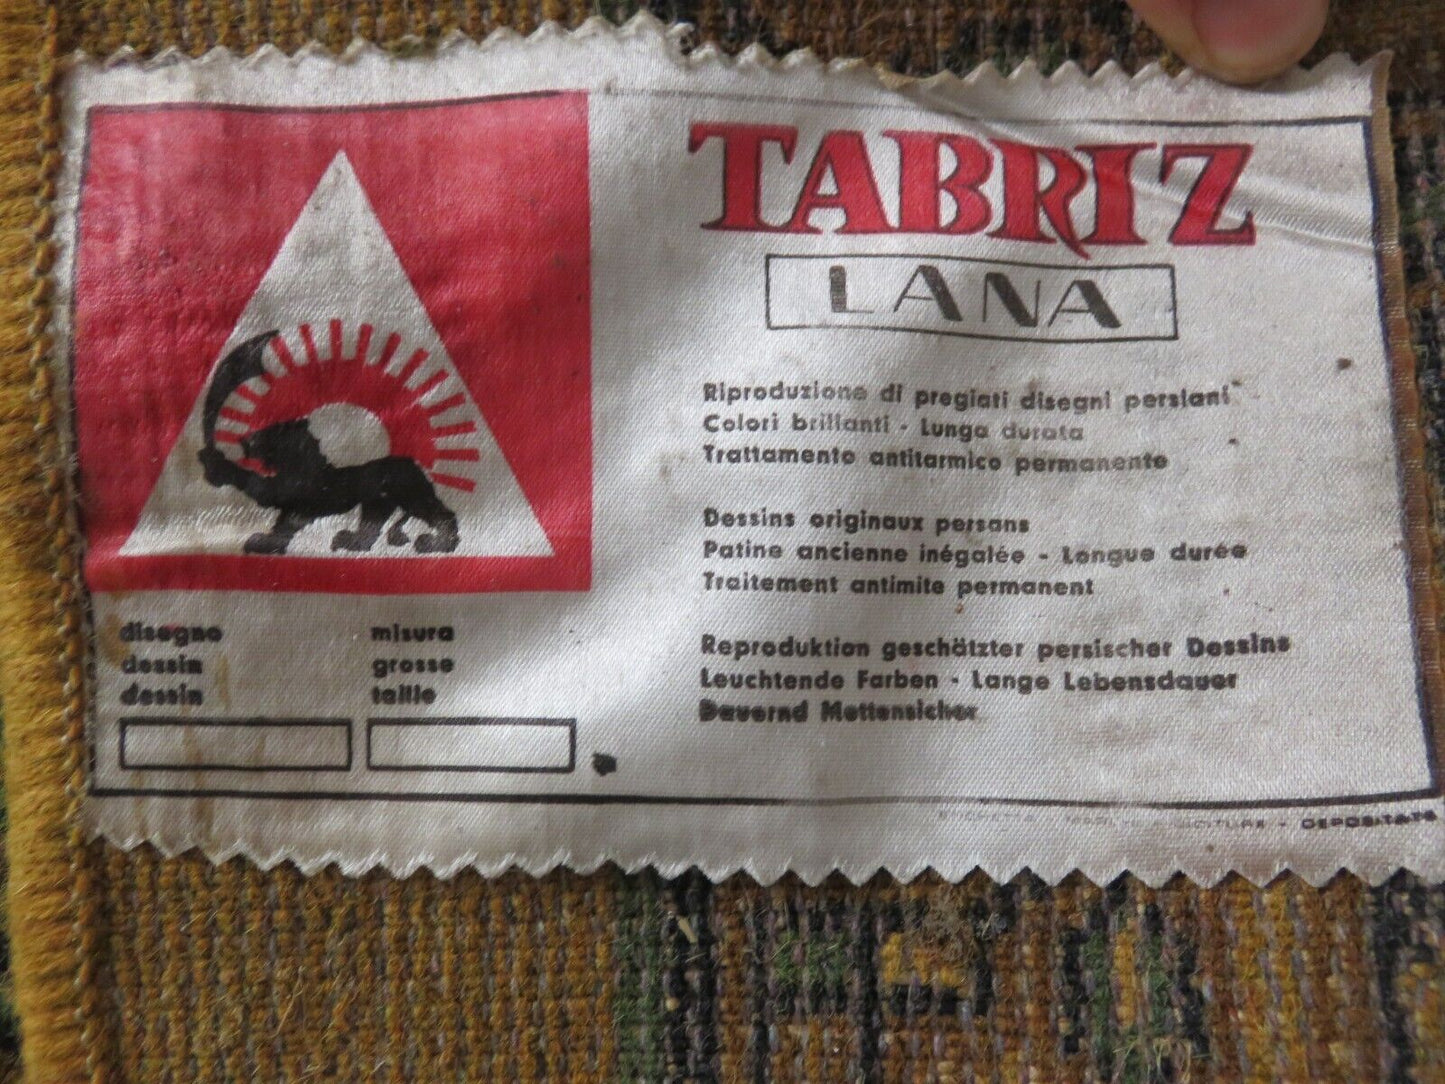 TABRIZ
LANA
Riproduzione di pregiati disegni persiani
Colori brillanti - Lunga durata
Trattamento antitarmico permanente
Dessins originaux persans
Patine ancienne inégalée - Longue durée
Traitement antimite permanent
Reproduktion geschätzter persischer Dessins
Leuchtende Farben - Lange Lebensdauer
Dauernd Mottensicher
disegno misura
dessin grosse
dessin taille
ETICHETTA - DEPOSITATE